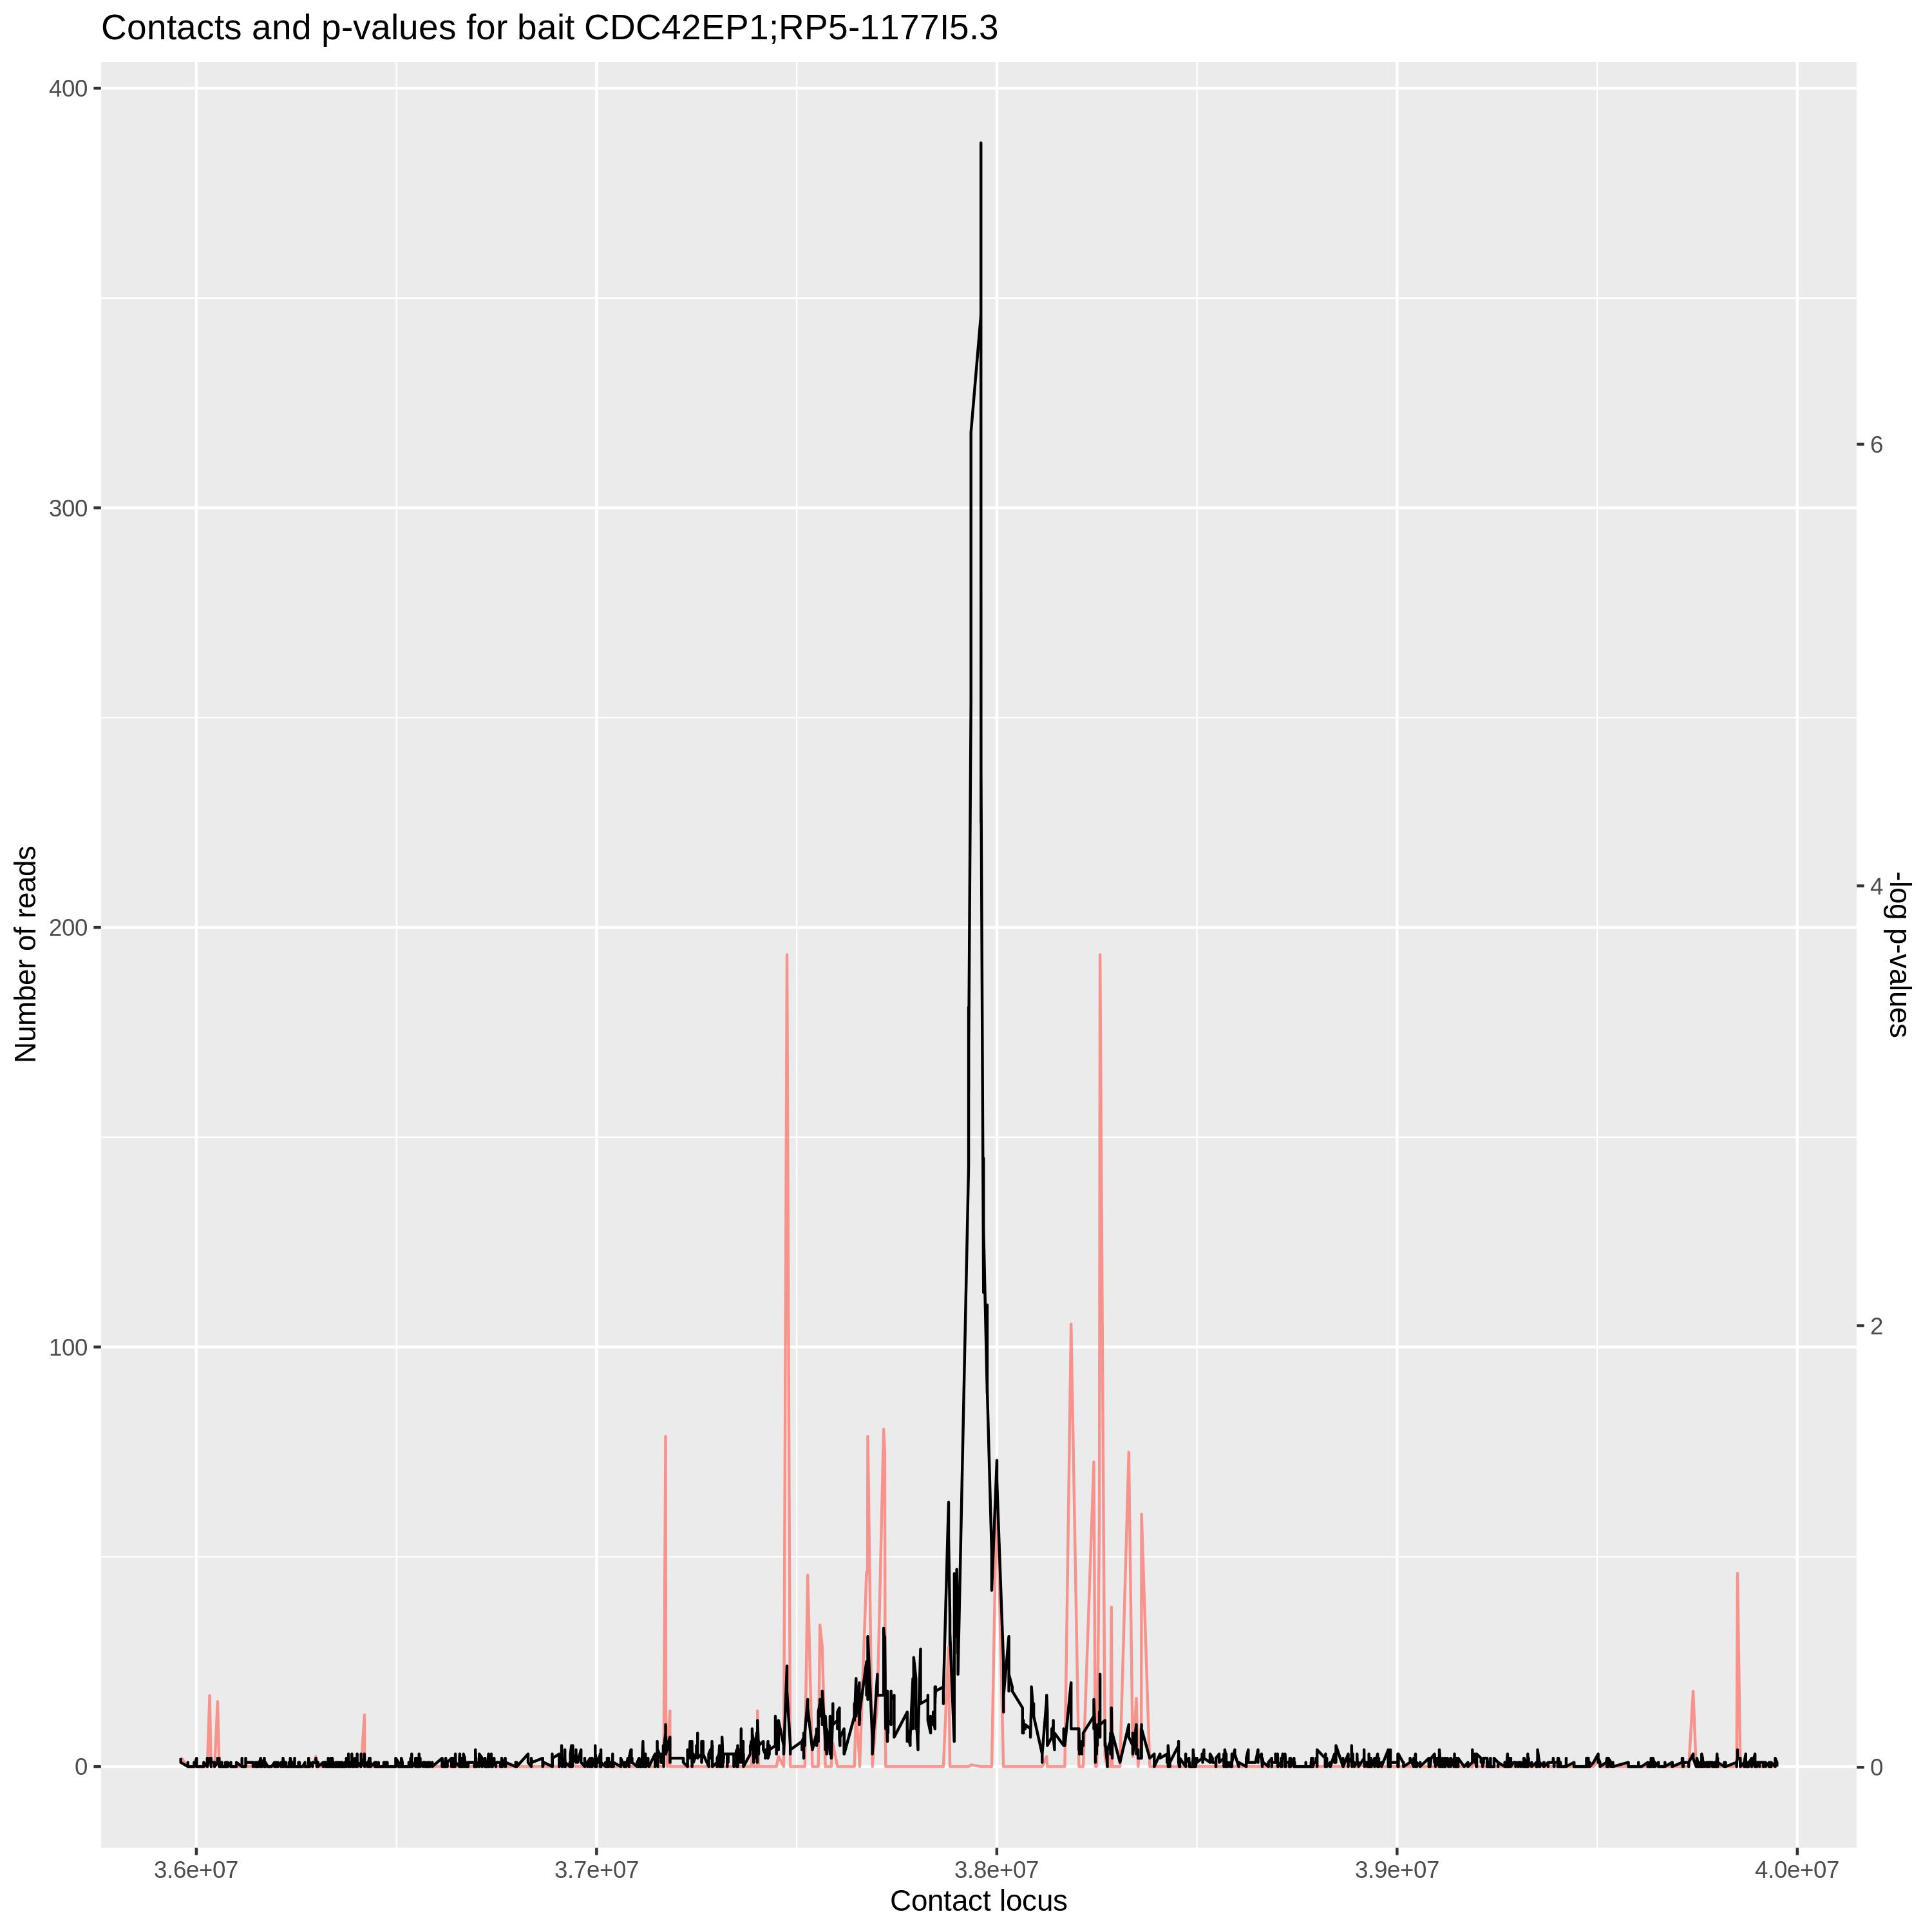 Contacts and p-values for bait CDC42EP1;RP5-1177I5.3
400
300
200
100
0
Number of reads
6
4
2
0
-log p-values
3.6e+07 3.7e+07 3.8e+07 3.9e+07 4.0e+07
Contact locus